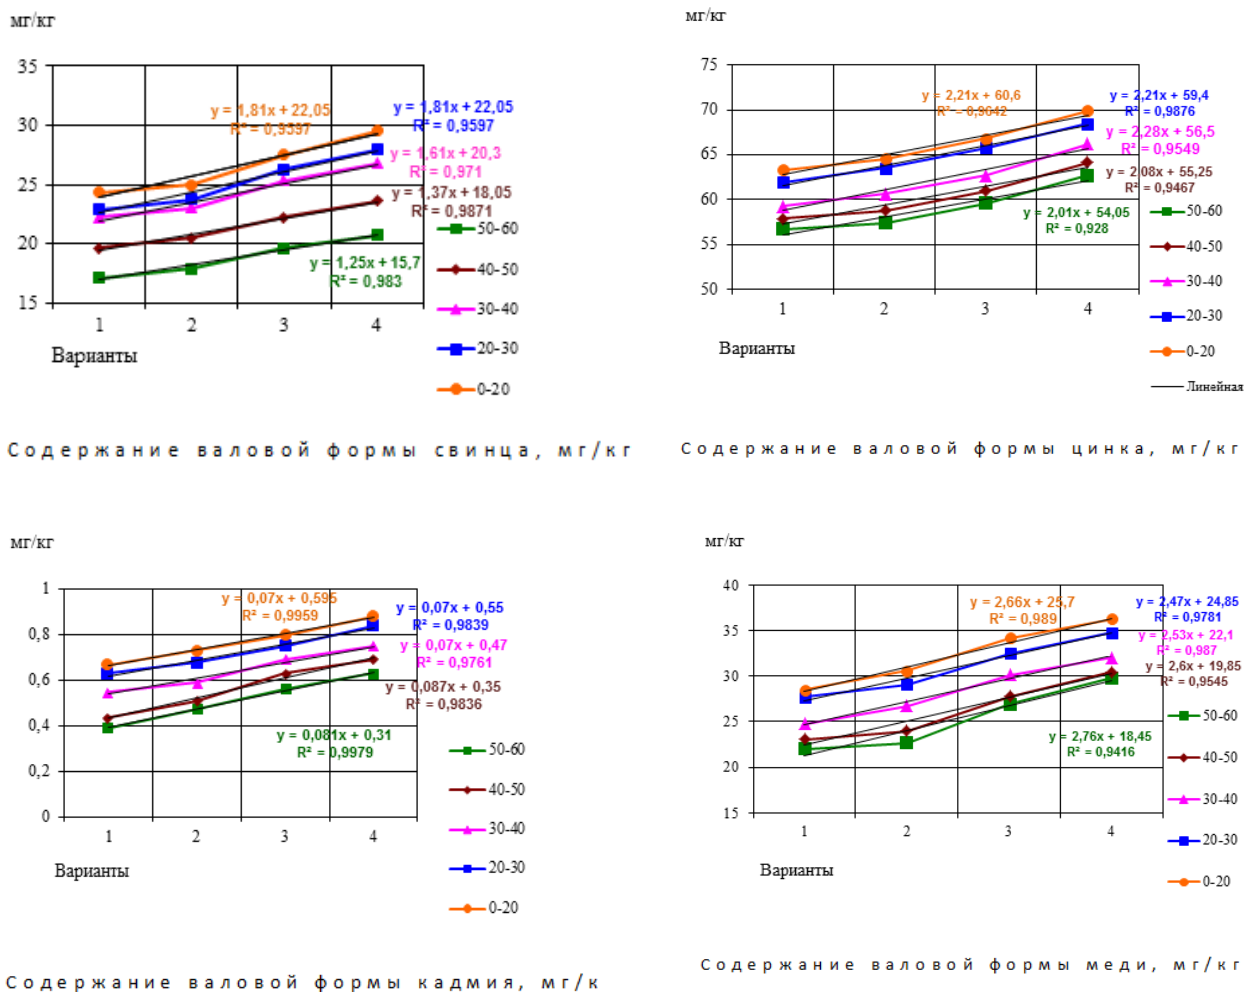 мг/кг
35
30
25
20
15
1 2 3 4
Варианты
y = 1,81x + 22,05
R² = 0,9597
y = 1,81x + 22,05
R² = 0,9597
y = 1,61x + 20,3
R² = 0,971
y = 1,37x + 18,05
R² = 0,9871
y = 1,25x + 15,7
R² = 0,983
50-60
40-50
30-40
20-30
0-20
Содержание валовой формы свинца, мг/кг
мг/кг
75
70
65
60
55
50
1 2 3 4
Варианты
y = 2,21x + 60,6
R² = 0,9642
y = 2,21x + 59,4
R² = 0,9876
y = 2,28x + 56,5
R² = 0,9549
y = 2,08x + 55,25
R² = 0,9467
y = 2,01x + 54,05
R² = 0,928
50-60
40-50
30-40
20-30
0-20
Линейная
Содержание валовой формы цинка, мг/кг
мг/кг
1
0,8
0,6
0,4
0,2
0
1 2 3 4
Варианты
y = 0,07x + 0,595
R² = 0,9959
y = 0,07x + 0,55
R² = 0,9839
y = 0,07x + 0,47
R² = 0,9761
y = 0,087x + 0,35
R² = 0,9836
y = 0,081x + 0,31
R² = 0,9979
50-60
40-50
30-40
20-30
0-20
Содержание валовой формы кадмия, мг/к
мг/кг
40
35
30
25
20
15
1 2 3 4
Варианты
y = 2,66x + 25,7
R² = 0,989
y = 2,47x + 24,85
R² = 0,9781
y = 2,53x + 22,1
R² = 0,987
y = 2,6x + 19,85
R² = 0,9545
y = 2,76x + 18,45
R² = 0,9416
50-60
40-50
30-40
20-30
0-20
Содержание валовой формы меди, мг/кг